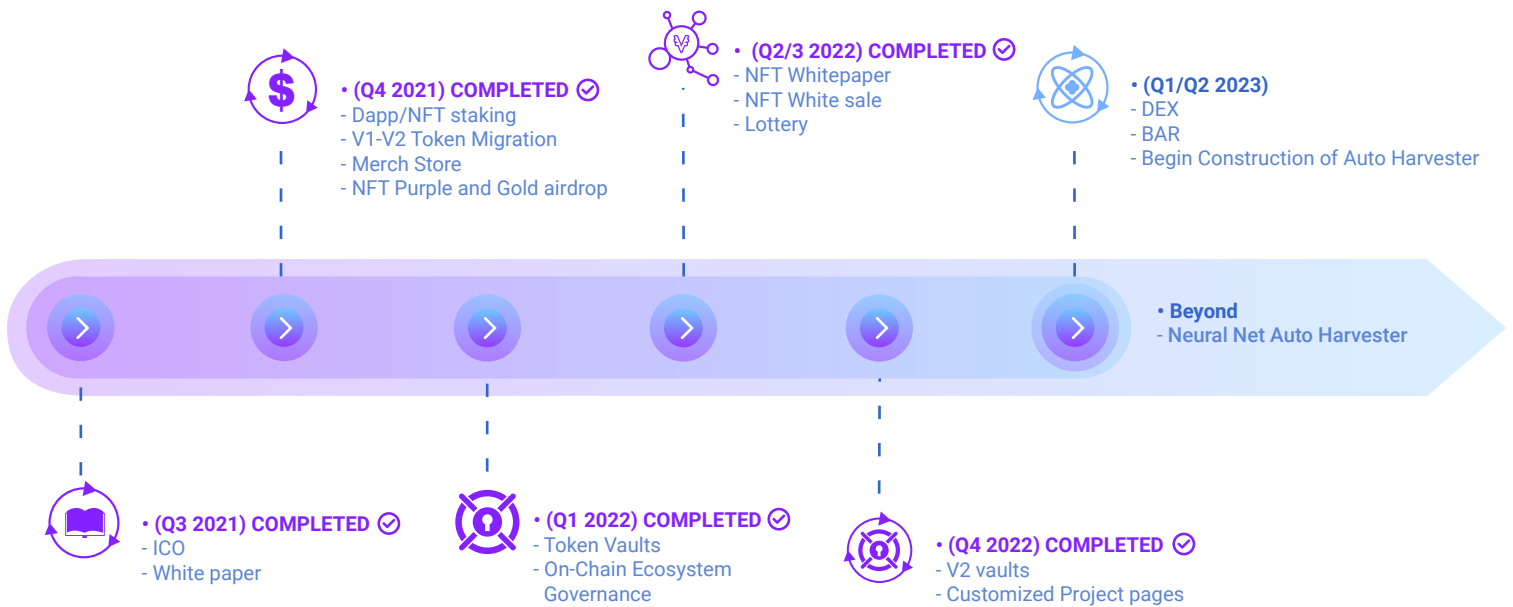 • (Q3 2021) COMPLETED
- ICO
- White paper
• (Q4 2021) COMPLETED
- Dapp/NFT staking
- V1-V2 Token Migration
- Merch Store
- NFT Purple and Gold airdrop
• (Q1 2022) COMPLETED
- Token Vaults
- On-Chain Ecosystem
Governance
• (Q2/3 2022) COMPLETED
- NFT Whitepaper
- NFT White sale
- Lottery
• (Q4 2022) COMPLETED
- V2 vaults
- Customized Project pages
• (Q1/Q2 2023)
- DEX
- BAR
- Begin Construction of Auto Harvester
• Beyond
- Neural Net Auto Harvester
$